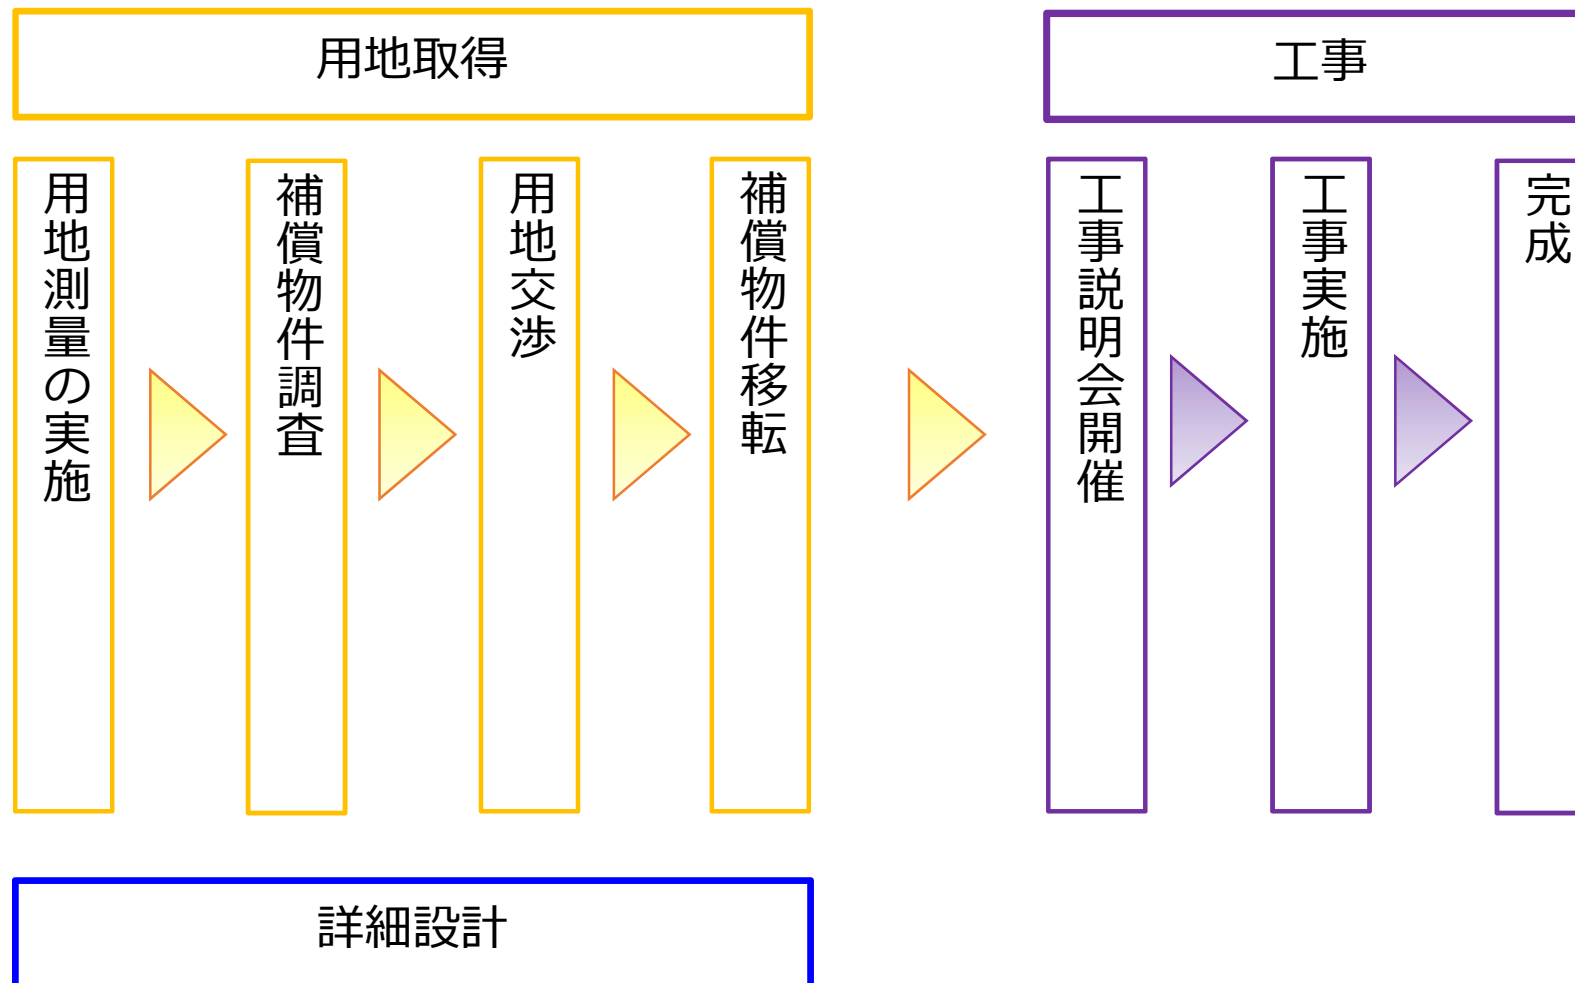 用地取得
工事
用地測量の実施
補償物件調査
用地交渉
補償物件移転
工事説明会開催
工事実施
完成
詳細設計